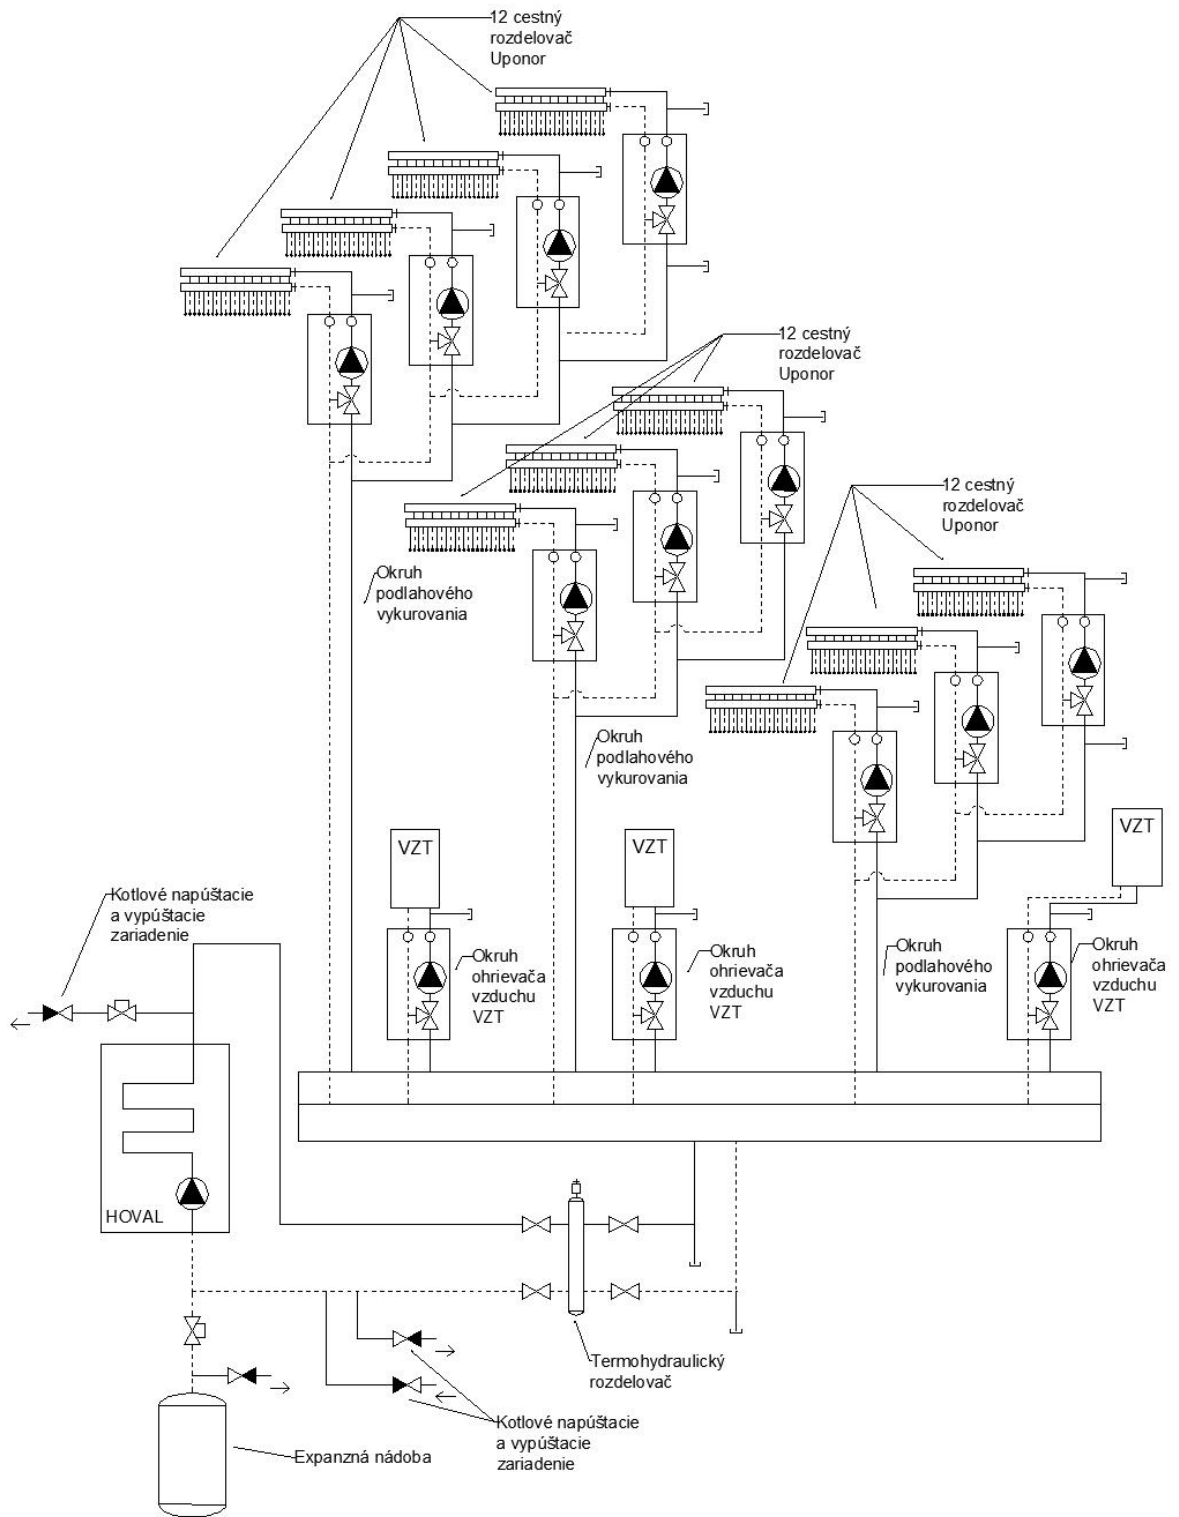 12 cestný
rozdelovač
Uponor
12 cestný
rozdelovač
Uponor
12 cestný
rozdelovač
Uponor
Okruh
podlahového
vykurovania
Okruh
podlahového
vykurovania
VZT
VZT
VZT
Kotlové napúštacie
a vypúštacie
zariadenie
Okruh
ohrievača
vzduchu
VZT
Okruh
ohrievača
vzduchu
VZT
Okruh
podlahového
vykurovania
Okruh
ohrievača
vzduchu
VZT
HOVAL
Termohydraulický
rozdelovač
Kotlové napúštacie
a vypúštacie
zariadenie
Expanzná nádoba